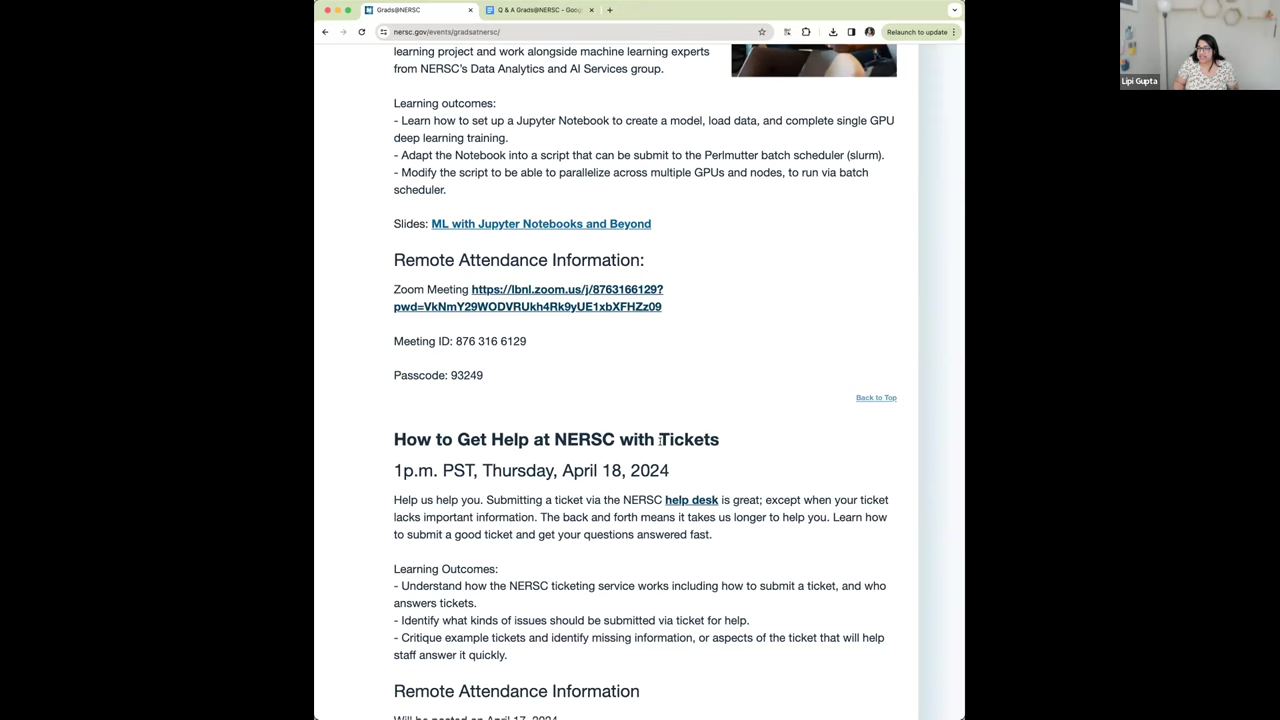 Grads@NERSC
Q & A Grads@NERSC - Goog
nersc.gov/events/gradsatnersc/
Relaunch to update
learning project and work alongside machine learning experts
from NERSC's Data Analytics and AI Services group.
Learning outcomes:
- Learn how to set up a Jupyter Notebook to create a model, load data, and complete single GPU
deep learning training.
- Adapt the Notebook into a script that can be submit to the Perlmutter batch scheduler (slurm).
- Modify the script to be able to parallelize across multiple GPUs and nodes, to run via batch
scheduler.
Slides: ML with Jupyter Notebooks and Beyond
Remote Attendance Information:
Zoom Meeting https://lbnl.zoom.us/j/8763166129?
pwd=VkNmY29WODVRUkh4Rk9yUE1xbXFHZz09
Meeting ID: 876 316 6129
Passcode: 93249
Back to Top
How to Get Help at NERSC with Tickets
1p.m. PST, Thursday, April 18, 2024
Help us help you. Submitting a ticket via the NERSC help desk is great; except when your ticket
lacks important information. The back and forth means it takes us longer to help you. Learn how
to submit a good ticket and get your questions answered fast.
Learning Outcomes:
- Understand how the NERSC ticketing service works including how to submit a ticket, and who
answers tickets.
- Identify what kinds of issues should be submitted via ticket for help.
- Critique example tickets and identify missing information, or aspects of the ticket that will help
staff answer it quickly.
Remote Attendance Information
Will be posted on April 17, 2024
Lipi Gupta